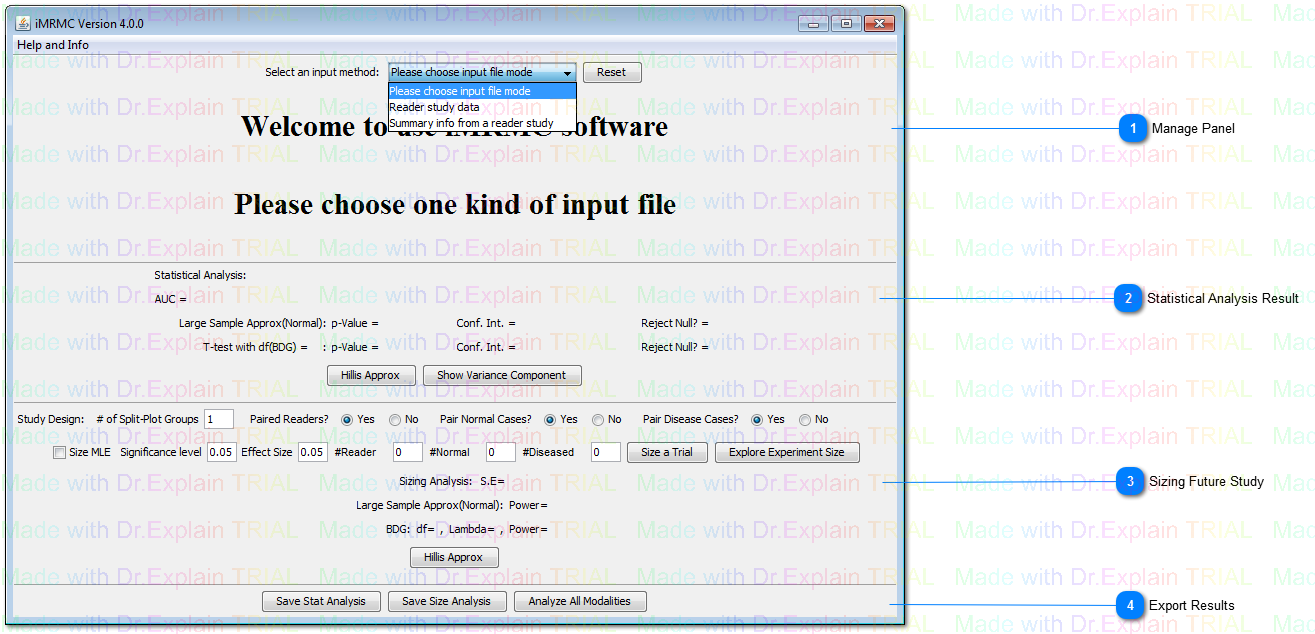 iMRMC Version 4.0.0
Help and Info
Select an input method: Please choose input file mode Reset
Please choose input file mode
Reader study data
Summary info from a reader study
Welcome to use iMRMC software
1 Manage Panel
Please choose one kind of input file
Statistical Analysis:
AUC =
2 Statistical Analysis Result
Large Sample Approx(Normal): p-Value = Conf. Int. = Reject Null? =
T-test with df(BDG) = : p-Value = Conf. Int. = Reject Null? =
Hillis Approx Show Variance Component
Study Design: # of Split-Plot Groups 1 Paired Readers? Yes No Pair Normal Cases? Yes No Pair Disease Cases? Yes No
Size MLE Significance level 0.05 Effect Size 0.05 #Reader 0 #Normal 0 #Diseased 0 Size a Trial Explore Experiment Size
Sizing Analysis: S.E=
3 Sizing Future Study
Large Sample Approx(Normal): Power=
BDG: df= , Lambda= , Power=
Hillis Approx
Save Stat Analysis Save Size Analysis Analyze All Modalities
4 Export Results
Made with Dr.Explain TRIAL